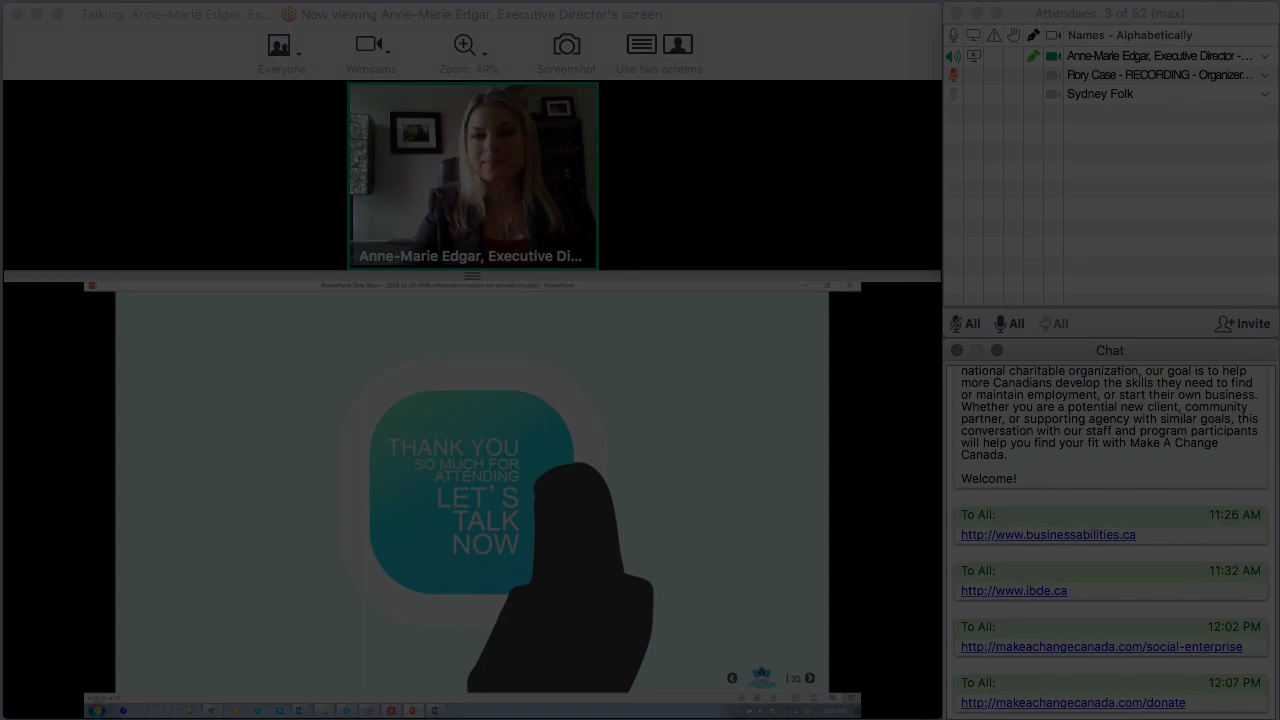 Talking: Anne-Marie Edgar, Ex...
Now viewing Anne-Marie Edgar, Executive Director's screen
Everyone
Webcams
Zoom. 49%
Screenshot
Use two screens
Anne-Marie Edgar, Executive Di...
PowerPoint Slide Show
PowerPoint
THANK YOU
SO MUCH FOR
ATTENDING
LET'S
TALK
NOW
| 30
Attendees: 3 of 52 (max)
Names - Alphabetically
Anne-Marie Edgar, Executive Director -...
Rory Case - RECORDING - Organizer...
Sydney Folk
All
All
All
Invite
Chat
national charitable organization, our goal is to help
more Canadians develop the skills they need to find
or maintain employment, or start their own business.
Whether you are a potential new client, community
partner, or supporting agency with similar goals, this
conversation with our staff and program participants
will help you find your fit with Make A Change
Canada.
Welcome!
To All: 11:26 AM
http://www.businessabilities.ca
To All: 11:32 AM
http://www.ibde.ca
To All: 12:02 PM
http://makeachangecanada.com/social-enterprise
To All: 12:07 PM
http://makeachangecanada.com/donate